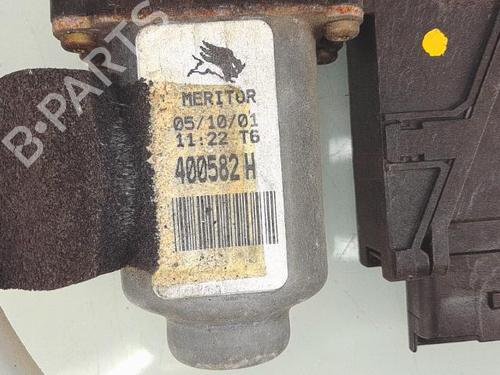 B-PARTS
MERITOR
05/10/01
11:22 T6
400582 H